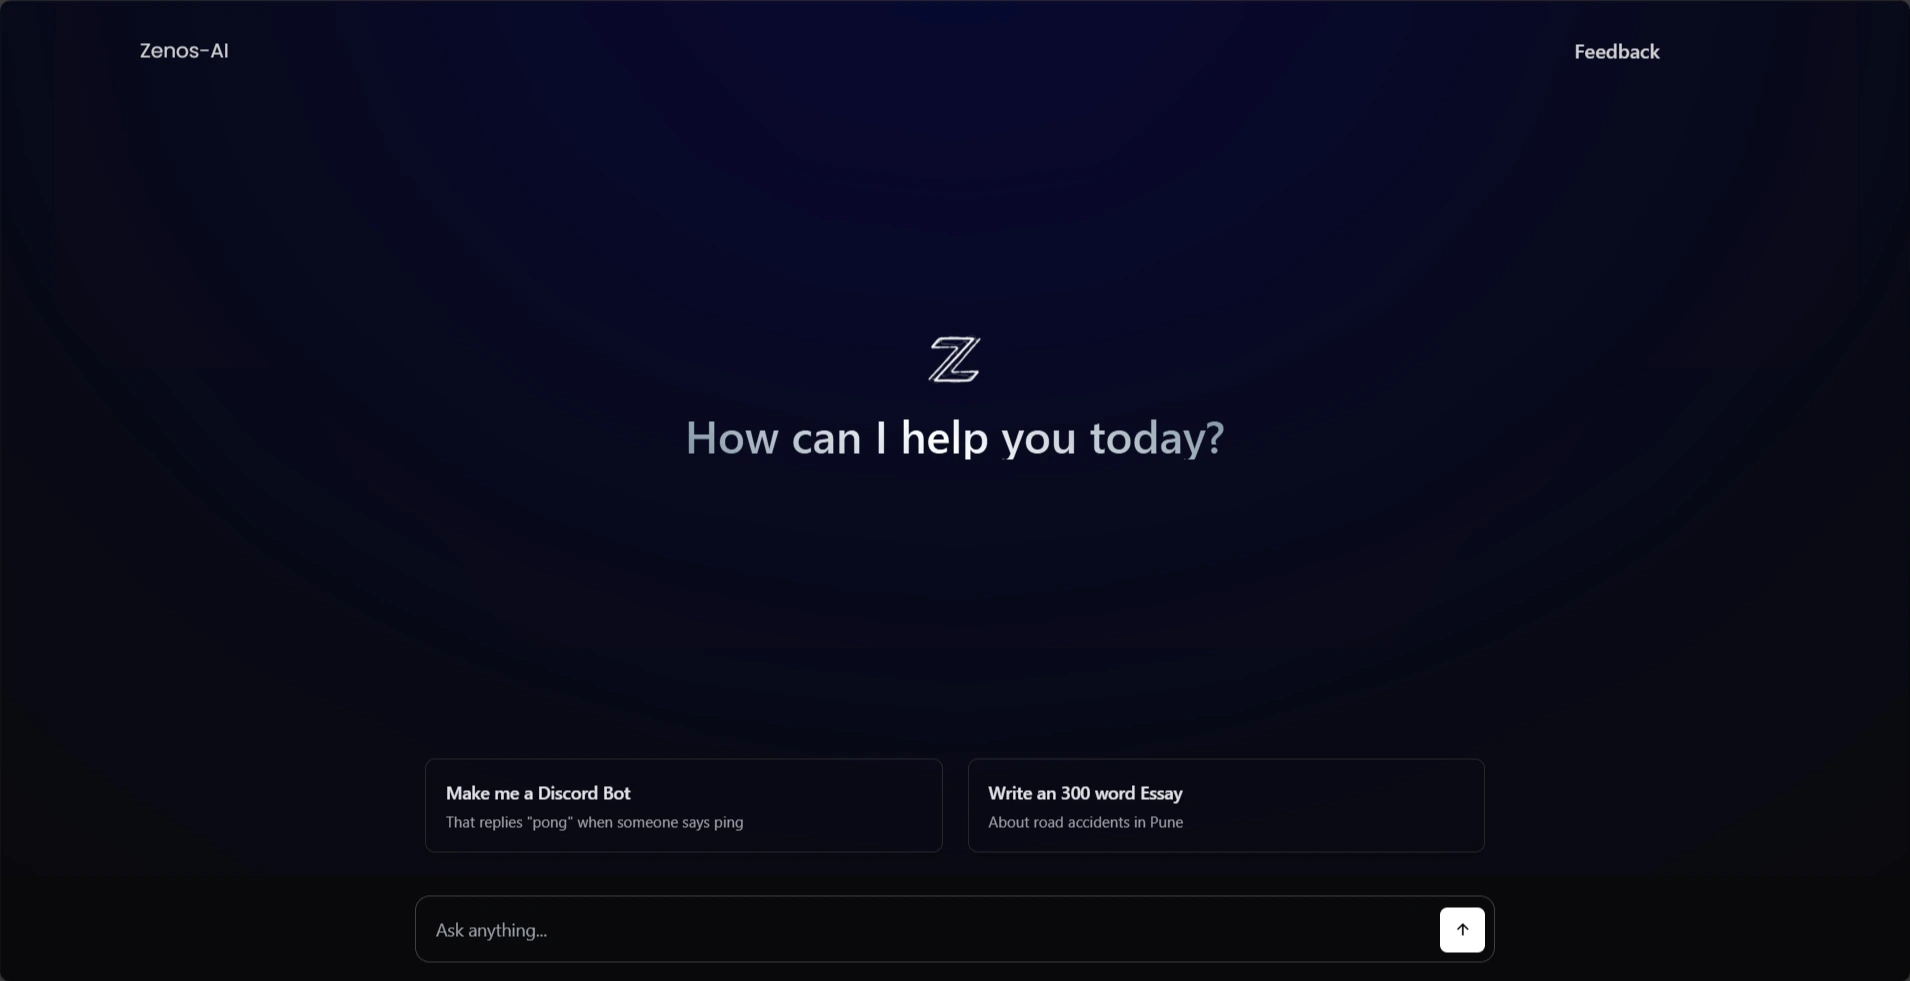 Zenos-AI
Feedback
Z
How can I help you today?
Make me a Discord Bot
That replies "pong" when someone says ping
Write an 300 word Essay
About road accidents in Pune
Ask anything...